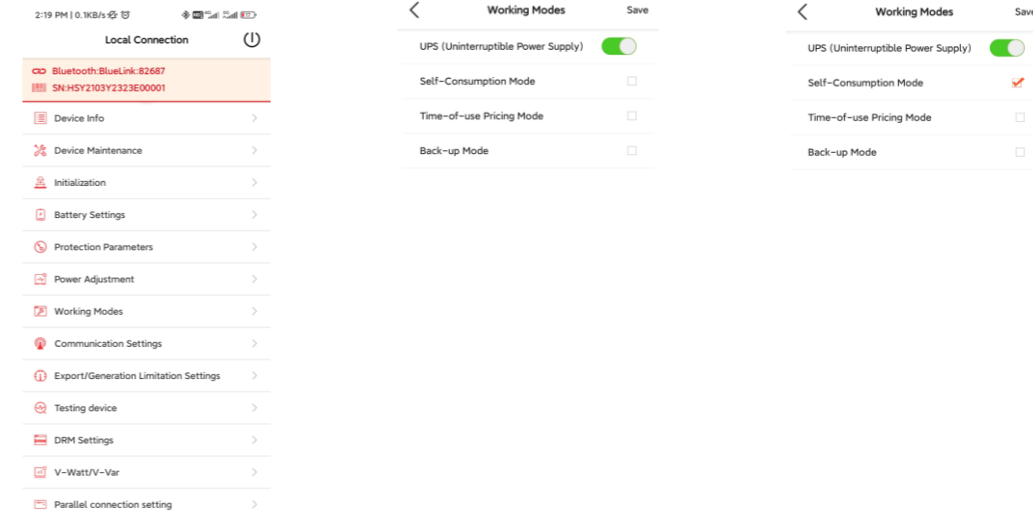 2:19 PM | 0.1KB/s
Local Connection
Bluetooth:BlueLink:82687
SN:HSY2103Y2323E00001
Device Info
Device Maintenance
Initialization
Battery Settings
Protection Parameters
Power Adjustment
Working Modes
Communication Settings
Export/Generation Limitation Settings
Testing device
DRM Settings
V-Watt/V-Var
Parallel connection setting
Working Modes Save
UPS (Uninterruptible Power Supply)
Self-Consumption Mode
Time-of-use Pricing Mode
Back-up Mode
Working Modes Save
UPS (Uninterruptible Power Supply)
Self-Consumption Mode
Time-of-use Pricing Mode
Back-up Mode